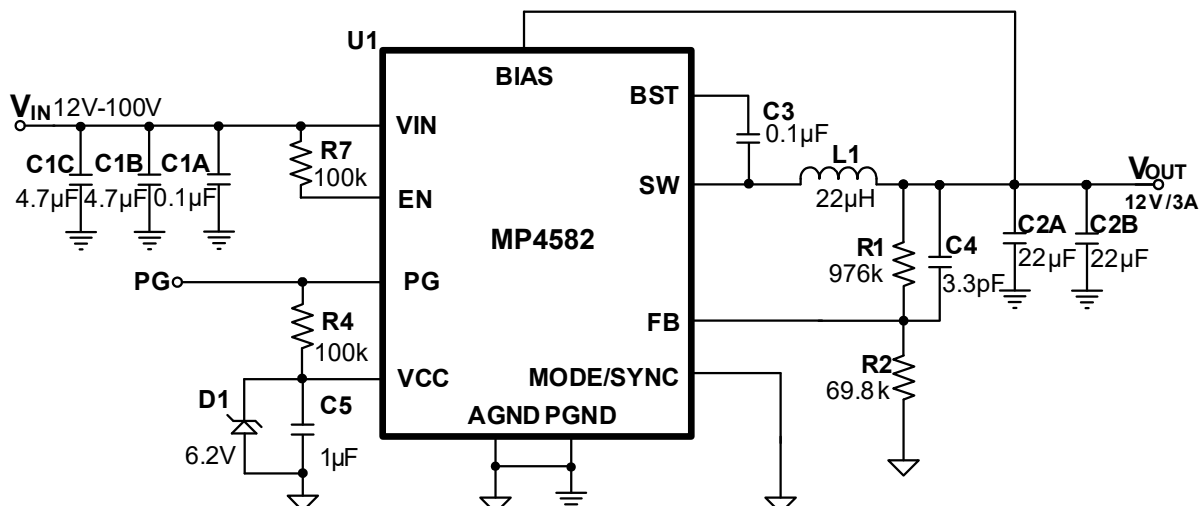 U1
BIAS
VIN 12V-100V
VIN
BST
C3
0.1µF
C1C
C1B
C1A
4.7µF
4.7µF
0.1µF
R7
100k
EN
SW
L1
22µH
VOUT
12V/3A
MP4582
R1
976k
C4
3.3pF
C2A
22µF
C2B
22µF
PG
PG
R4
100k
FB
R2
69.8k
VCC
MODE/SYNC
D1
6.2V
C5
1µF
AGND PGND